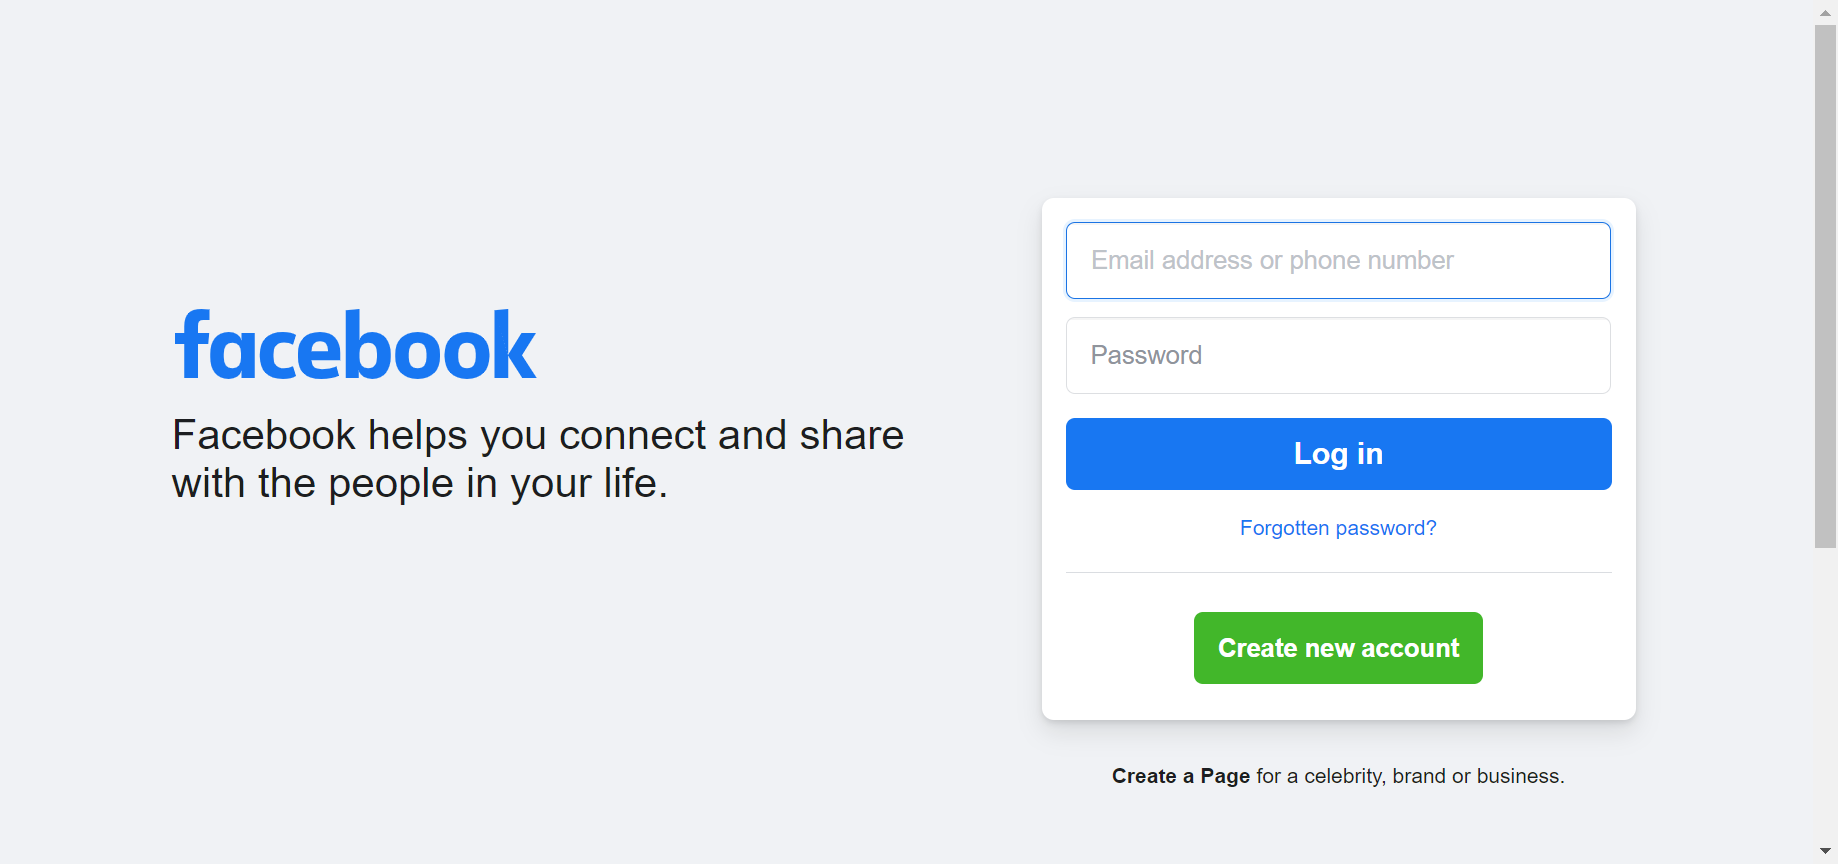 facebook
Facebook helps you connect and share
with the people in your life.
Email address or phone number
Password
Log in
Forgotten password?
Create new account
Create a Page for a celebrity, brand or business.